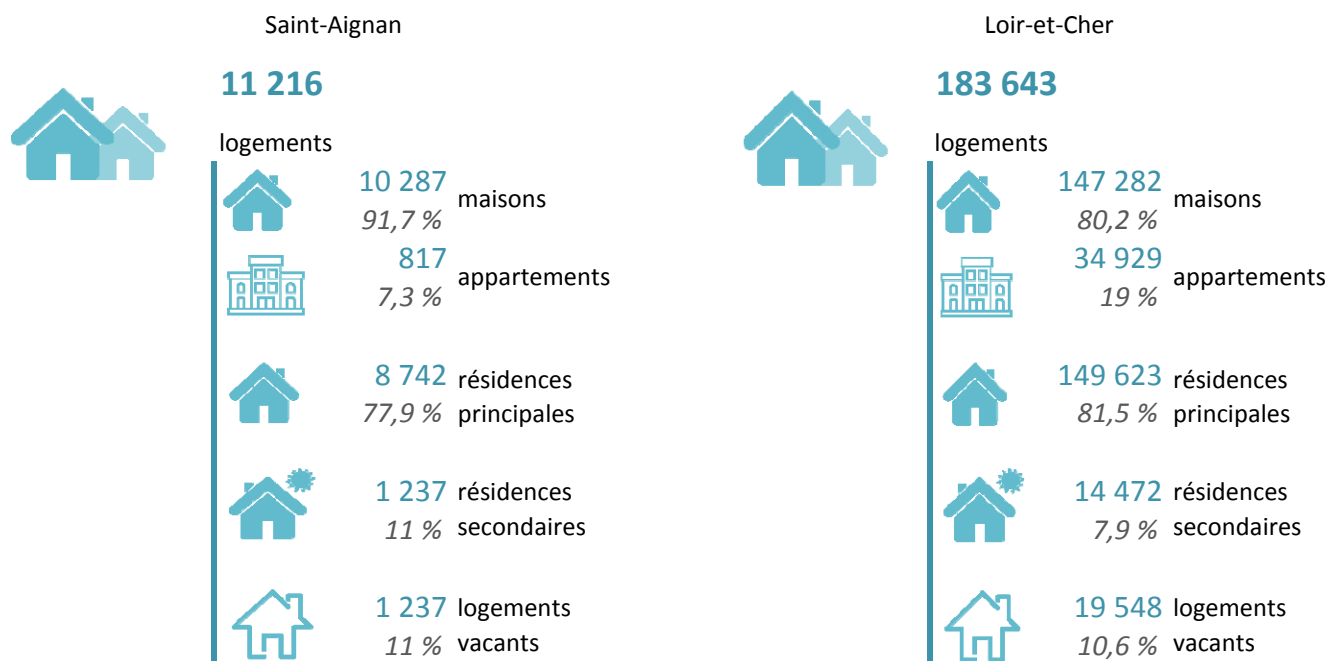 Saint-Aignan
11 216
logements
10 287
91,7 %
maisons
817
7,3 %
appartements
8 742 résidences
77,9 % principales
1 237 résidences
11 % secondaires
1 237 logements
11 % vacants
Loir-et-Cher
183 643
logements
147 282
80,2 %
maisons
34 929
19 %
appartements
149 623 résidences
81,5 % principales
14 472 résidences
7,9 % secondaires
19 548 logements
10,6 % vacants